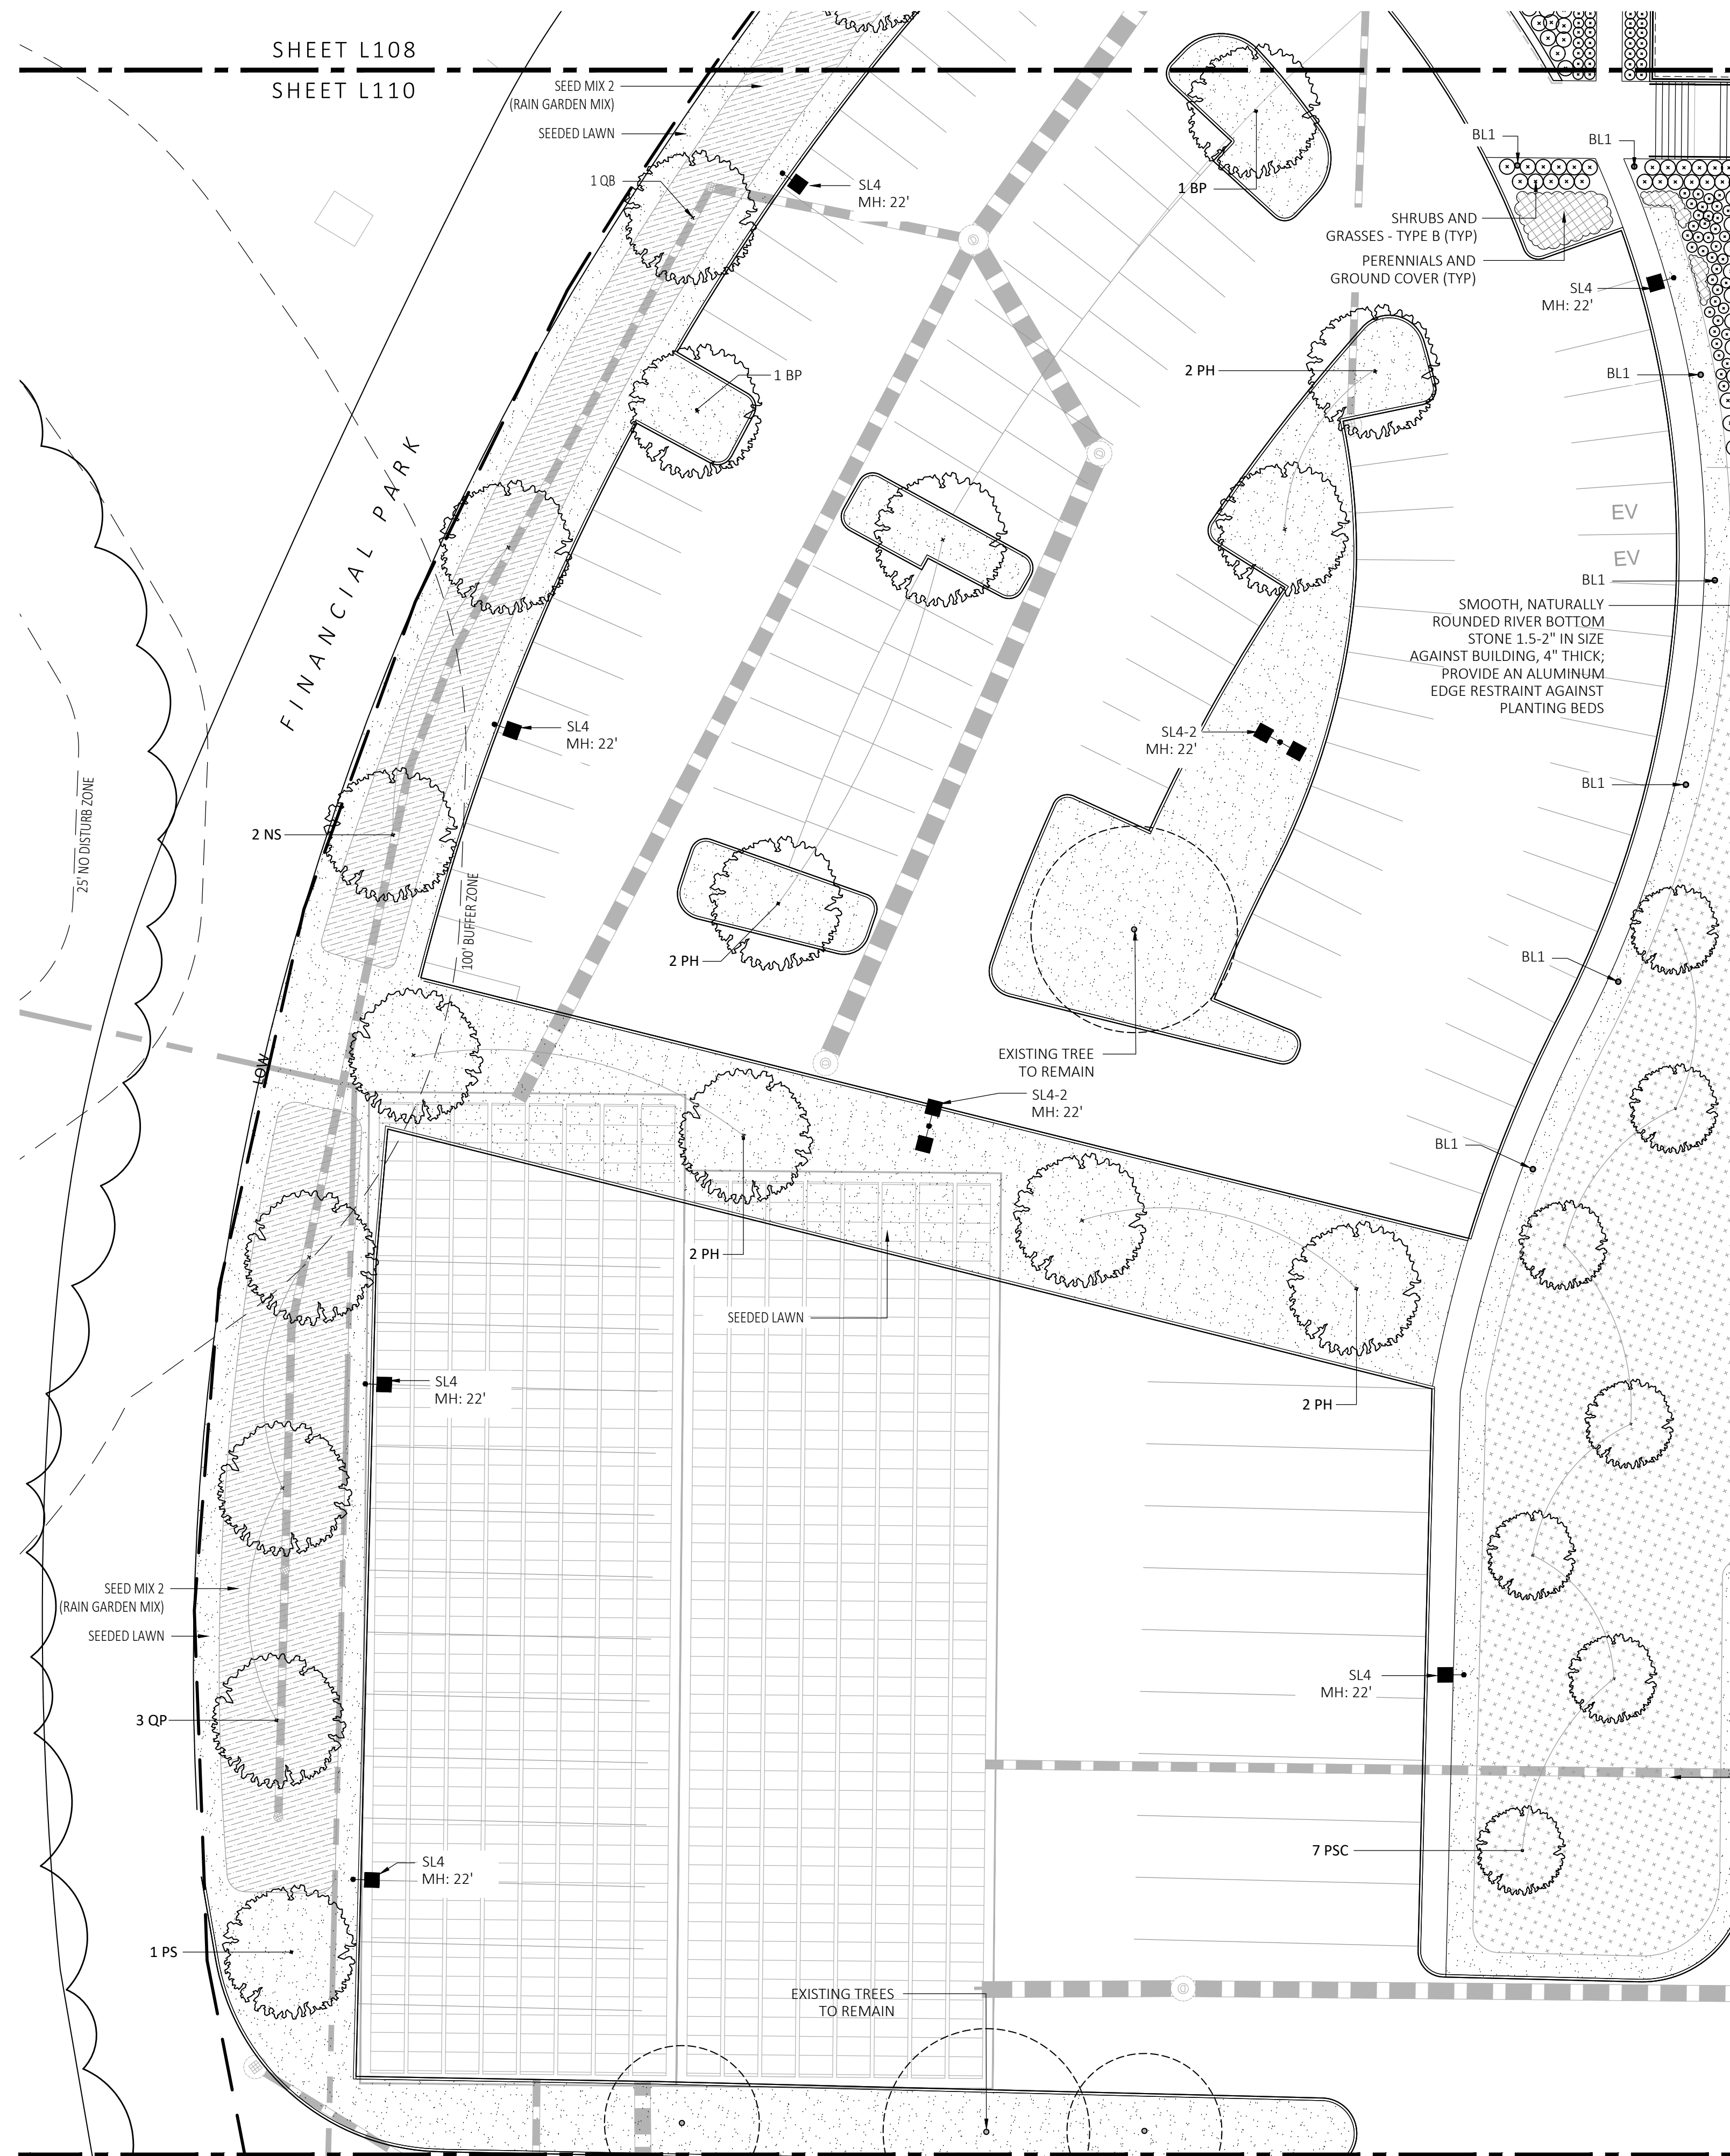 SHEET L108
SHEET L110
SEED MIX 2
(RAIN GARDEN MIX)
SEEDED LAWN
1 QB
SL4
MH: 22'
1 BP
BL1
BL1
SHRUBS AND
GRASSES - TYPE B (TYP)
PERENNIALS AND
GROUND COVER (TYP)
SL4
MH: 22'
1 BP
2 PH
BL1
FINANCIAL PARK
EV
EV
BL1
SMOOTH, NATURALLY
ROUNDED RIVER BOTTOM
STONE 1.5-2" IN SIZE
AGAINST BUILDING, 4" THICK;
PROVIDE AN ALUMINUM
EDGE RESTRAINT AGAINST
PLANTING BEDS
SL4
MH: 22'
SL4-2
MH: 22'
BL1
25' NO DISTURB ZONE
2 NS
100' BUFFER ZONE
2 PH
BL1
LOW
EXISTING TREE
TO REMAIN
SL4-2
MH: 22'
BL1
2 PH
SEEDED LAWN
SL4
MH: 22'
2 PH
SEED MIX 2
(RAIN GARDEN MIX)
SEEDED LAWN
3 QP
SL4
MH: 22'
7 PSC
SL4
MH: 22'
1 PS
EXISTING TREES
TO REMAIN